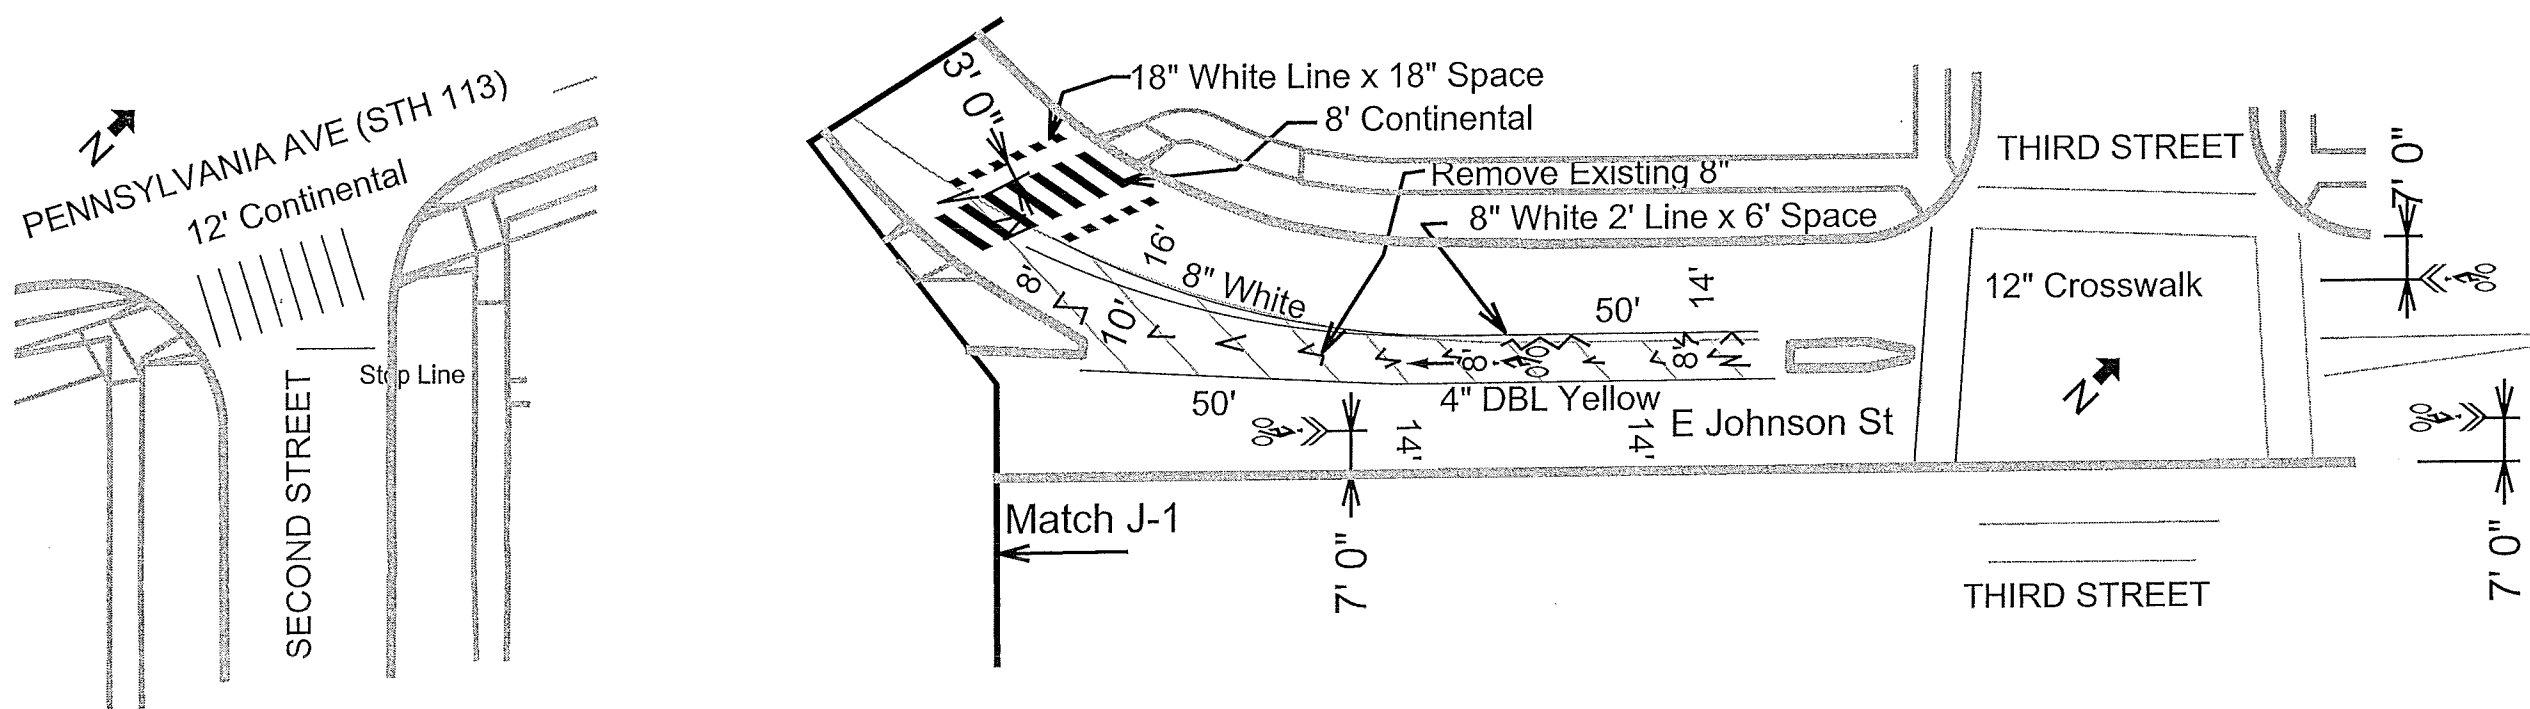 N
PENNSYLVANIA AVE (STH 113)
12' Continental
Stop Line
SECOND STREET
3' 0"
18" White Line x 18" Space
8' Continental
Remove Existing 8"
8" White 2' Line x 6' Space
16'
8" White
8'
10'
50'
14'
8'
8'
50'
4" DBL Yellow
14'
14'
E Johnson St
7' 0"
Match J-1
THIRD STREET
12" Crosswalk
N
THIRD STREET
7' 0"
7' 0"